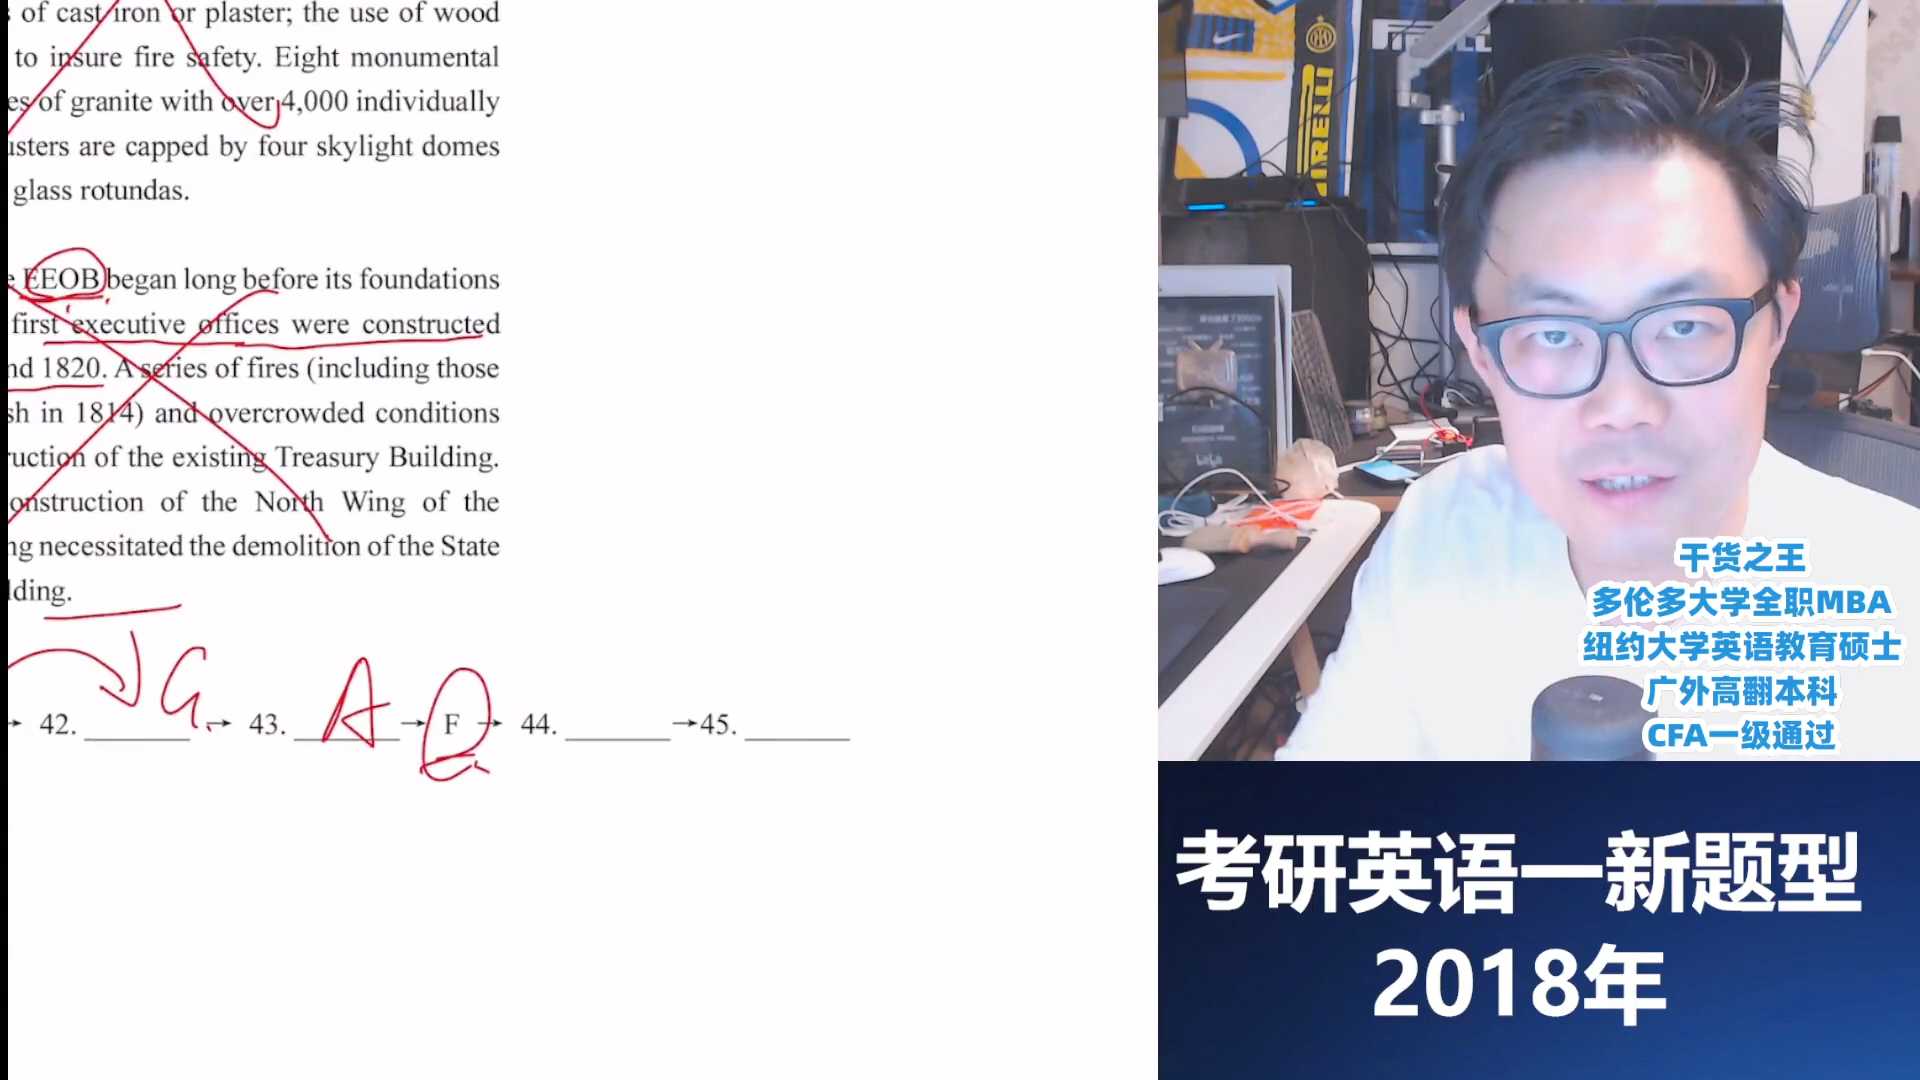 of cast iron or plaster; the use of wood
to insure fire safety. Eight monumental
es of granite with over 4,000 individually
usters are capped by four skylight domes
glass rotundas.
e EEOB began long before its foundations
first executive offices were constructed
nd 1820. A series of fires (including those
sh in 1814) and overcrowded conditions
ruction of the existing Treasury Building.
onstruction of the North Wing of the
ng necessitated the demolition of the State
lding.
→ 42. G → 43. A → F → 44. →45.
PIRELLI
干货之王
多伦多大学全职MBA
纽约大学英语教育硕士
广外高翻本科
CFA一级通过
考研英语一新题型
2018年